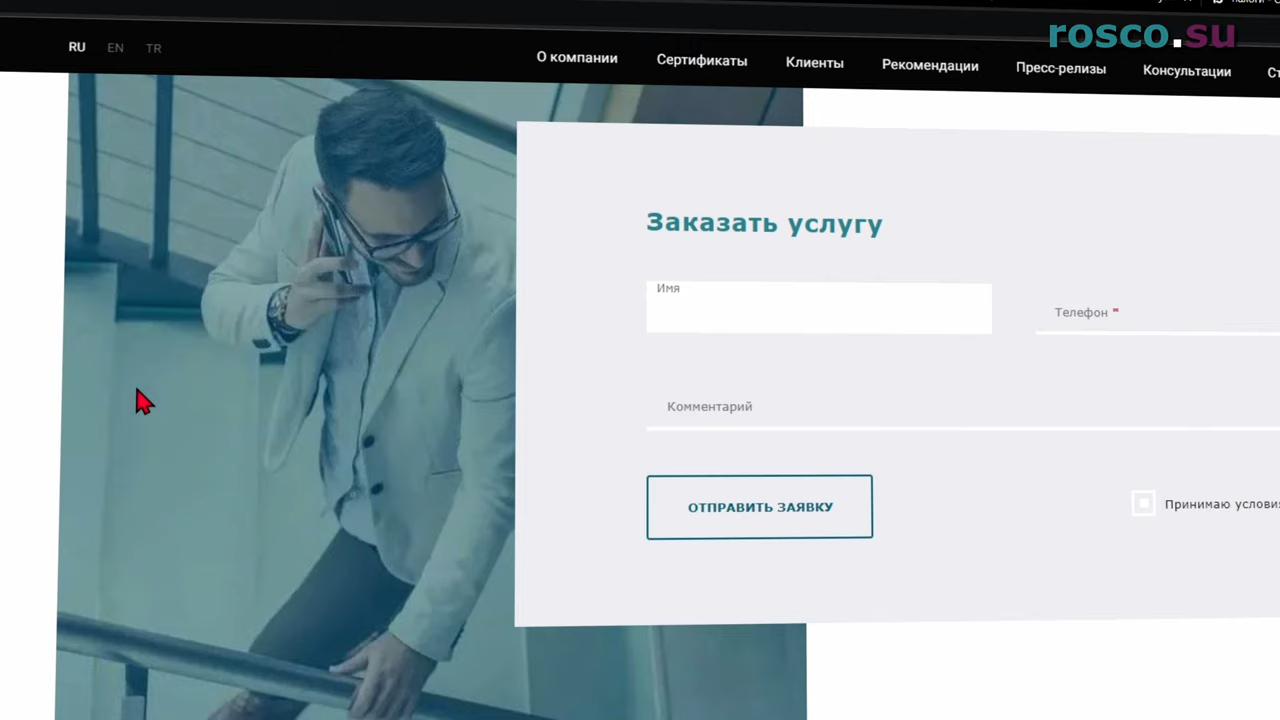 rosco.su
RU EN TR
О компании Сертификаты Клиенты Рекомендации Пресс-релизы Консультации
Заказать услугу
Имя
Телефон *
Комментарий
ОТПРАВИТЬ ЗАЯВКУ
Принимаю